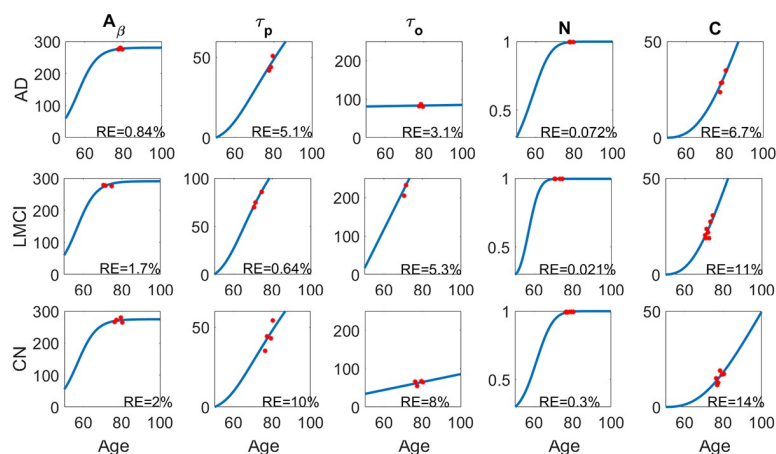 Aβ τp τo N C
AD
300 200 100 0
RE=0.84%
60 80 100
50 0
RE=5.1%
60 80 100
200 100 0
RE=3.1%
60 80 100
1 0.5
RE=0.072%
60 80 100
50 0
RE=6.7%
60 80 100
LMCI
300 200 100 0
RE=1.7%
60 80 100
100 50 0
RE=0.64%
60 80 100
200 100 0
RE=5.3%
60 80 100
1 0.5
RE=0.021%
60 80 100
50 0
RE=11%
60 80 100
CN
300 200 100 0
RE=2%
60 80 100
50 0
RE=10%
60 80 100
200 100 0
RE=8%
60 80 100
1 0.5
RE=0.3%
60 80 100
50 0
RE=14%
60 80 100
Age Age Age Age Age